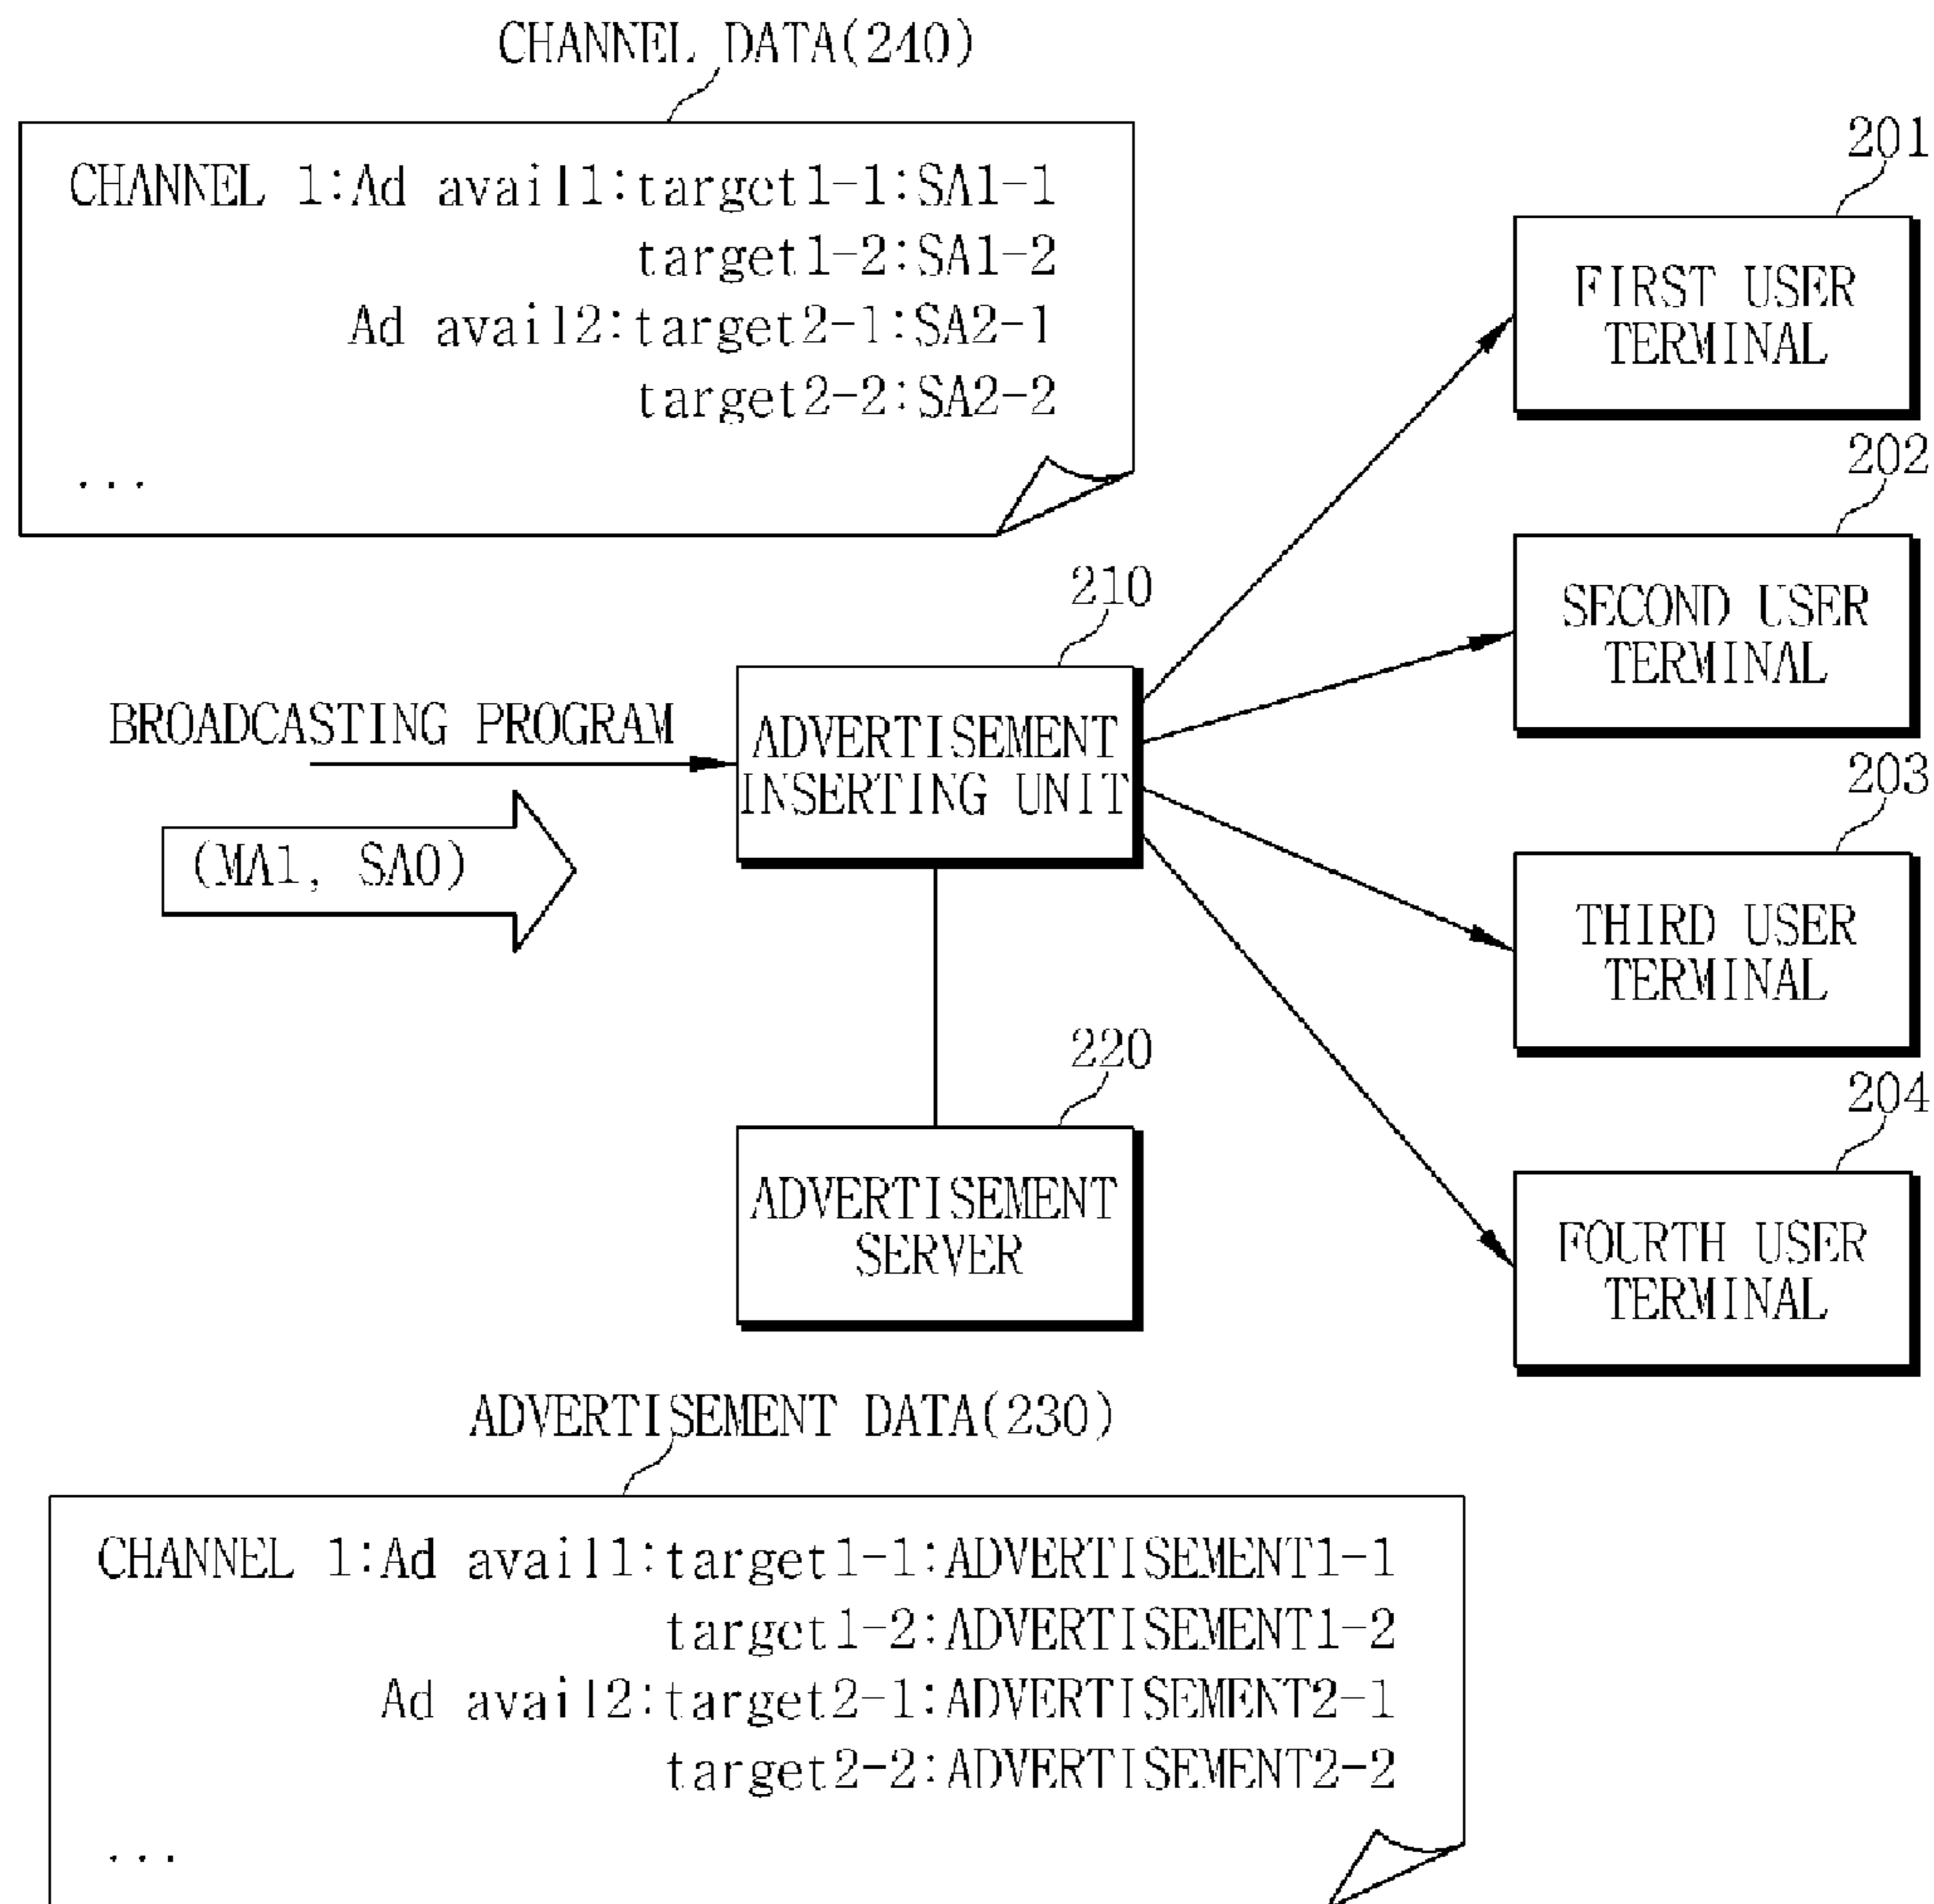 CHANNEL DATA(240)
CHANNEL 1:Ad avail1:target1-1:SA1-1
target1-2:SA1-2
Ad avail2:target2-1:SA2-1
target2-2:SA2-2
...
201
FIRST USER
TERMINAL
202
SECOND USER
TERMINAL
210
BROADCASTING PROGRAM
ADVERTISEMENT
INSERTING UNIT
(MA1, SA0)
203
THIRD USER
TERMINAL
220
ADVERTISEMENT
SERVER
204
FOURTH USER
TERMINAL
ADVERTISEMENT DATA(230)
CHANNEL 1:Ad avail1:target1-1:ADVERTISEMENT1-1
target1-2:ADVERTISEMENT1-2
Ad avail2:target2-1:ADVERTISEMENT2-1
target2-2:ADVERTISEMENT2-2
...